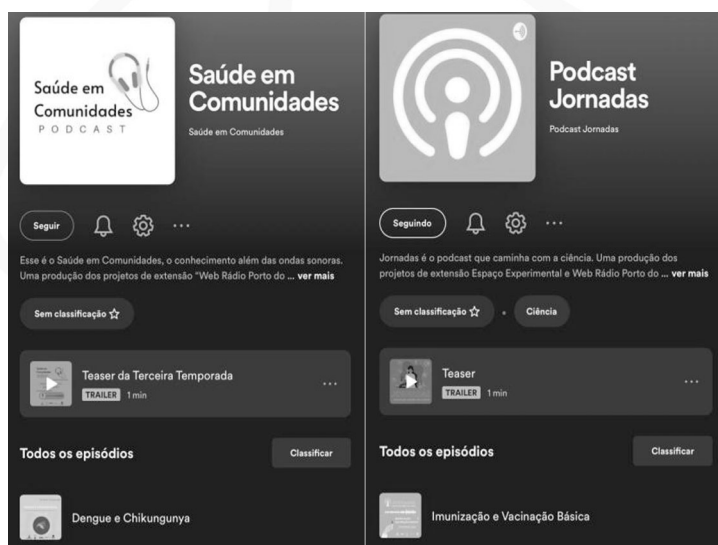 Saúde em
Comunidades
PODCAST
Saúde em
Comunidades
Saúde em Comunidades
Seguir
Esse é o Saúde em Comunidades, o conhecimento além das ondas sonoras.
Uma produção dos projetos de extensão "Web Rádio Porto do ... ver mais
Sem classificação
Teaser da Terceira Temporada
TRAILER 1 min
Todos os episódios
Classificar
Dengue e Chikungunya
Podcast
Jornadas
Podcast Jornadas
Seguindo
Jornadas é o podcast que caminha com a ciência. Uma produção dos
projetos de extensão Espaço Experimental e Web Rádio Porto do ... ver mais
Sem classificação
Ciência
Teaser
TRAILER 1 min
Todos os episódios
Classificar
Imunização e Vacinação Básica